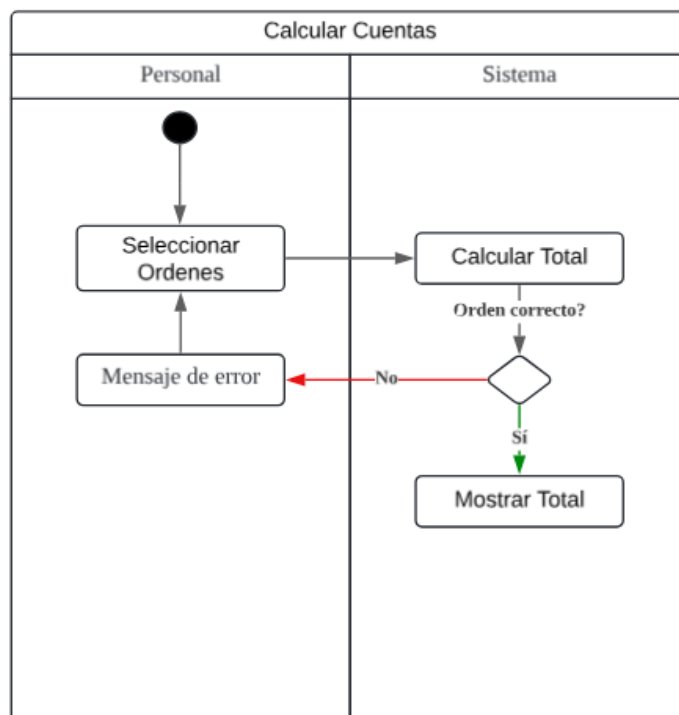 Calcular Cuentas
Personal
Sistema
Seleccionar
Ordenes
Calcular Total
Orden correcto?
Mensaje de error
No
Sí
Mostrar Total